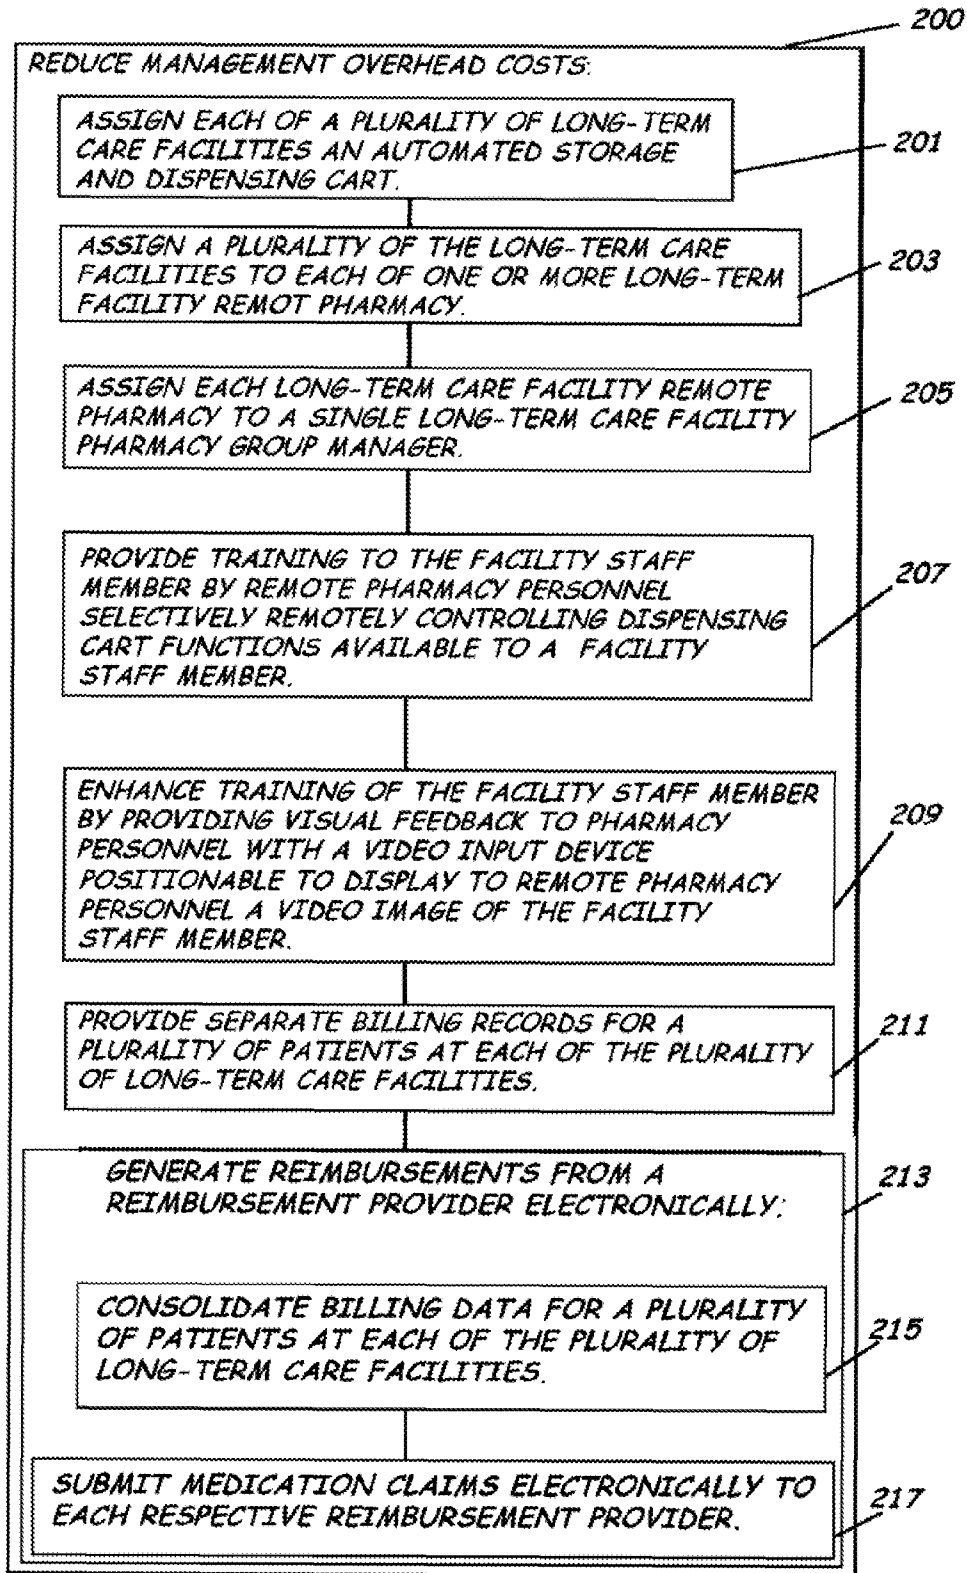 200
REDUCE MANAGEMENT OVERHEAD COSTS:
ASSIGN EACH OF A PLURALITY OF LONG-TERM
CARE FACILITIES AN AUTOMATED STORAGE
AND DISPENSING CART.
201
ASSIGN A PLURALITY OF THE LONG-TERM CARE
FACILITIES TO EACH OF ONE OR MORE LONG-TERM
FACILITY REMOT PHARMACY.
203
ASSIGN EACH LONG-TERM CARE FACILITY REMOTE
PHARMACY TO A SINGLE LONG-TERM CARE FACILITY
PHARMACY GROUP MANAGER.
205
PROVIDE TRAINING TO THE FACILITY STAFF
MEMBER BY REMOTE PHARMACY PERSONNEL
SELECTIVELY REMOTELY CONTROLLING DISPENSING
CART FUNCTIONS AVAILABLE TO A FACILITY
STAFF MEMBER.
207
ENHANCE TRAINING OF THE FACILITY STAFF MEMBER
BY PROVIDING VISUAL FEEDBACK TO PHARMACY
PERSONNEL WITH A VIDEO INPUT DEVICE
POSITIONABLE TO DISPLAY TO REMOTE PHARMACY
PERSONNEL A VIDEO IMAGE OF THE FACILITY
STAFF MEMBER.
209
PROVIDE SEPARATE BILLING RECORDS FOR A
PLURALITY OF PATIENTS AT EACH OF THE PLURALITY
OF LONG-TERM CARE FACILITIES.
211
GENERATE REIMBURSEMENTS FROM A
REIMBURSEMENT PROVIDER ELECTRONICALLY:
213
CONSOLIDATE BILLING DATA FOR A PLURALITY
OF PATIENTS AT EACH OF THE PLURALITY OF
LONG-TERM CARE FACILITIES.
215
SUBMIT MEDICATION CLAIMS ELECTRONICALLY TO
EACH RESPECTIVE REIMBURSEMENT PROVIDER.
217